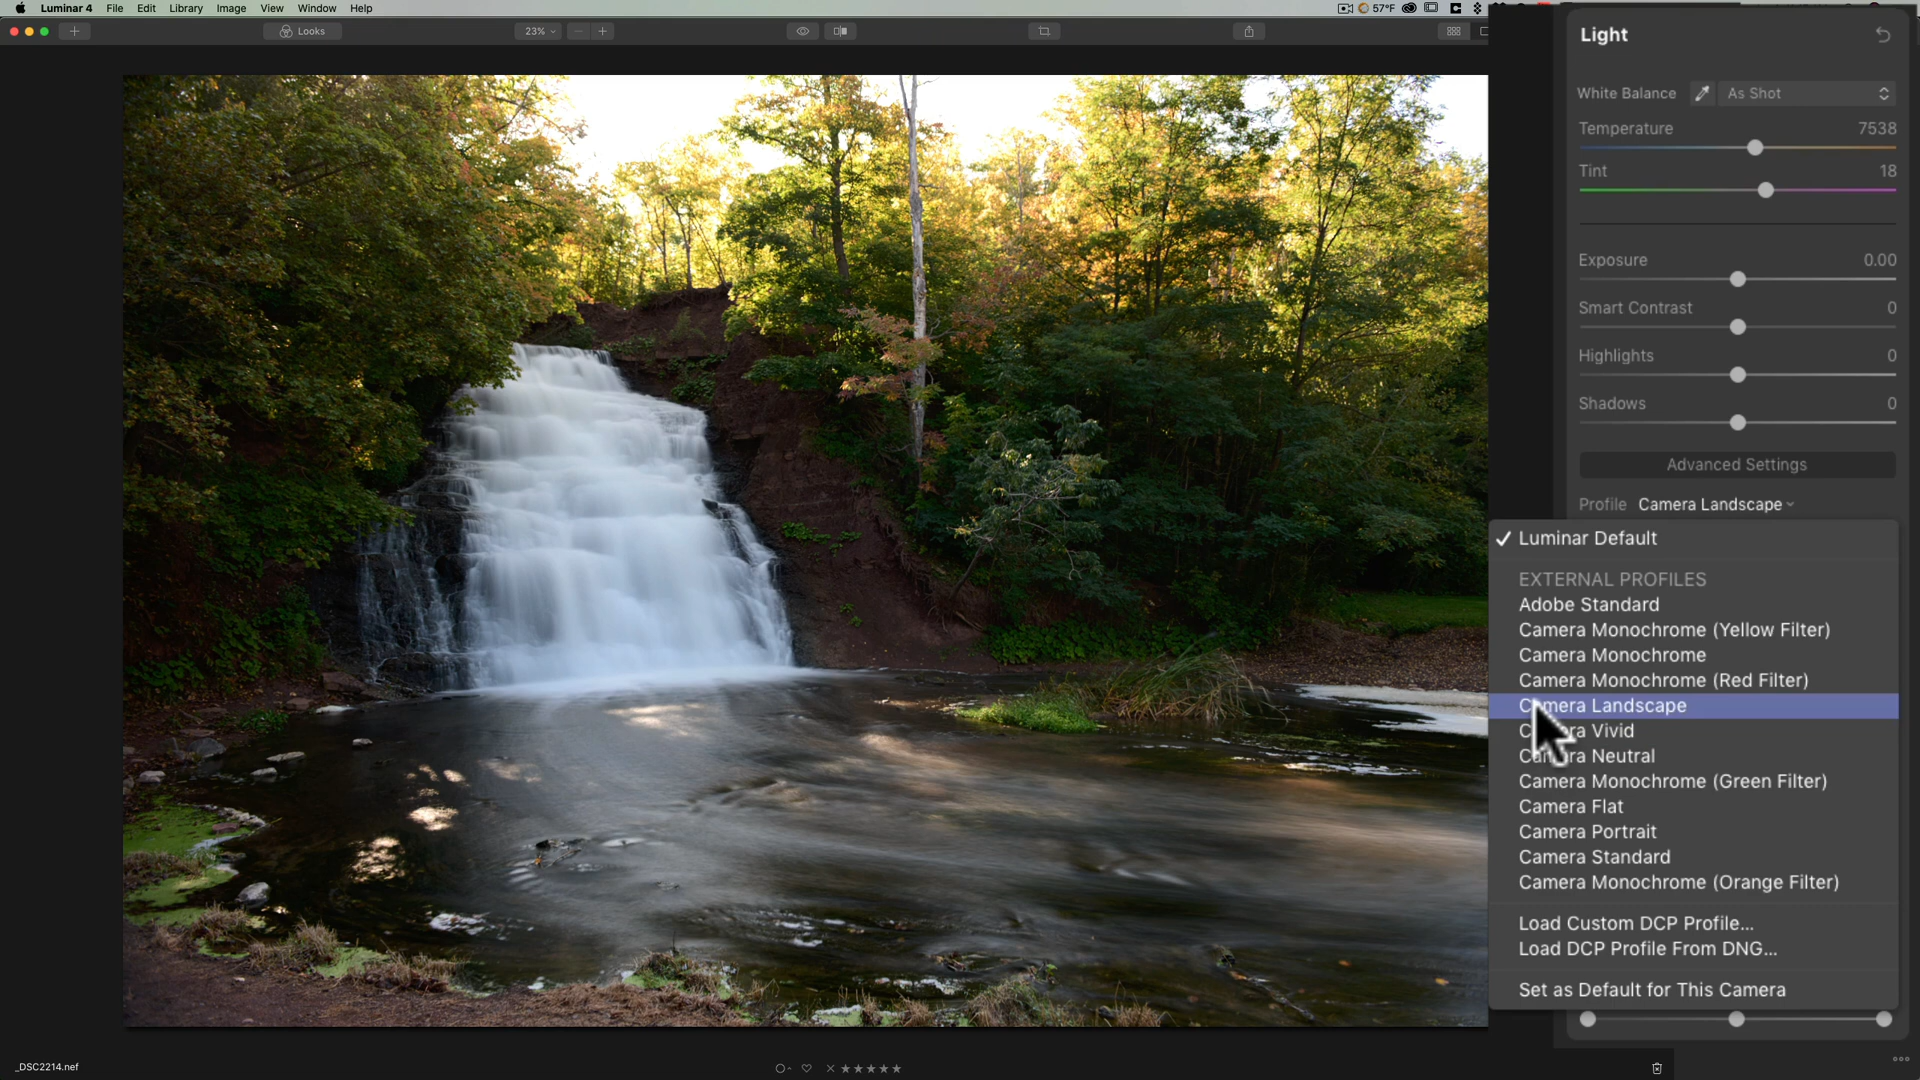 Luminar 4 File Edit Library Image View Window Help
57°F
Looks
23%
Light
White Balance As Shot
Temperature 7538
Tint 18
Exposure 0.00
Smart Contrast 0
Highlights 0
Shadows 0
Advanced Settings
Profile Camera Landscape
Luminar Default
EXTERNAL PROFILES
Adobe Standard
Camera Monochrome (Yellow Filter)
Camera Monochrome
Camera Monochrome (Red Filter)
Camera Landscape
Camera Vivid
Camera Neutral
Camera Monochrome (Green Filter)
Camera Flat
Camera Portrait
Camera Standard
Camera Monochrome (Orange Filter)
Load Custom DCP Profile...
Load DCP Profile From DNG...
Set as Default for This Camera
_DSC2214.nef